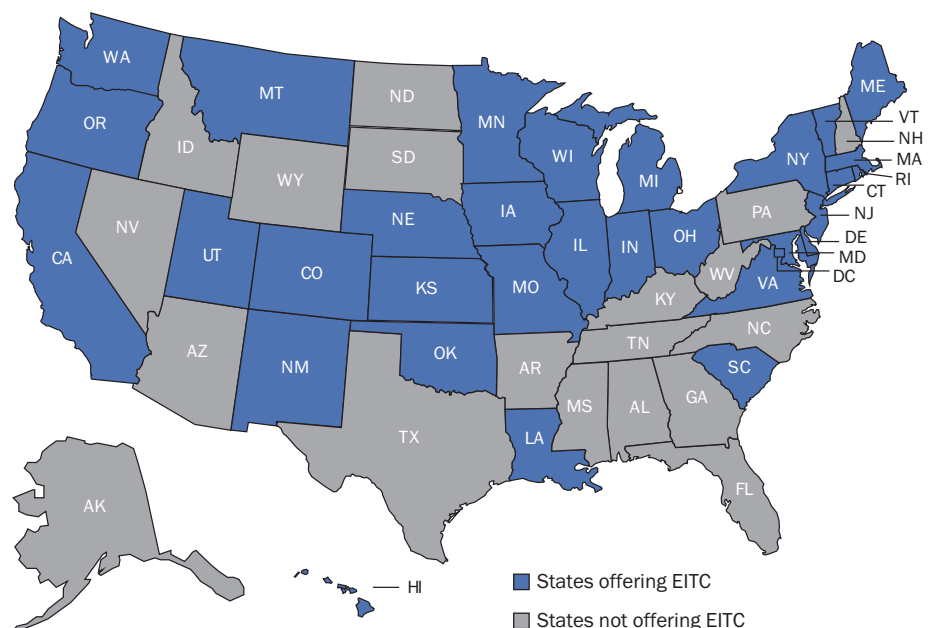 WA
ME
MT
ND
VT
OR
MN
NH
ID
WI
NY
MA
SD
MI
RI
WY
CT
PA
NJ
IA
NE
NV
OH
DE
IL
IN
UT
MD
CA
CO
WV
DC
VA
KS
MO
KY
NC
TN
OK
AZ
NM
AR
SC
MS
AL
GA
TX
LA
FL
AK
HI
States offering EITC
States not offering EITC